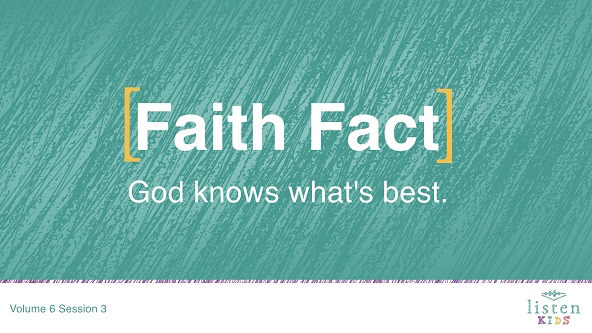 [Faith Fact]
God knows what's best.
Volume 6 Session 3
listen
KIDS